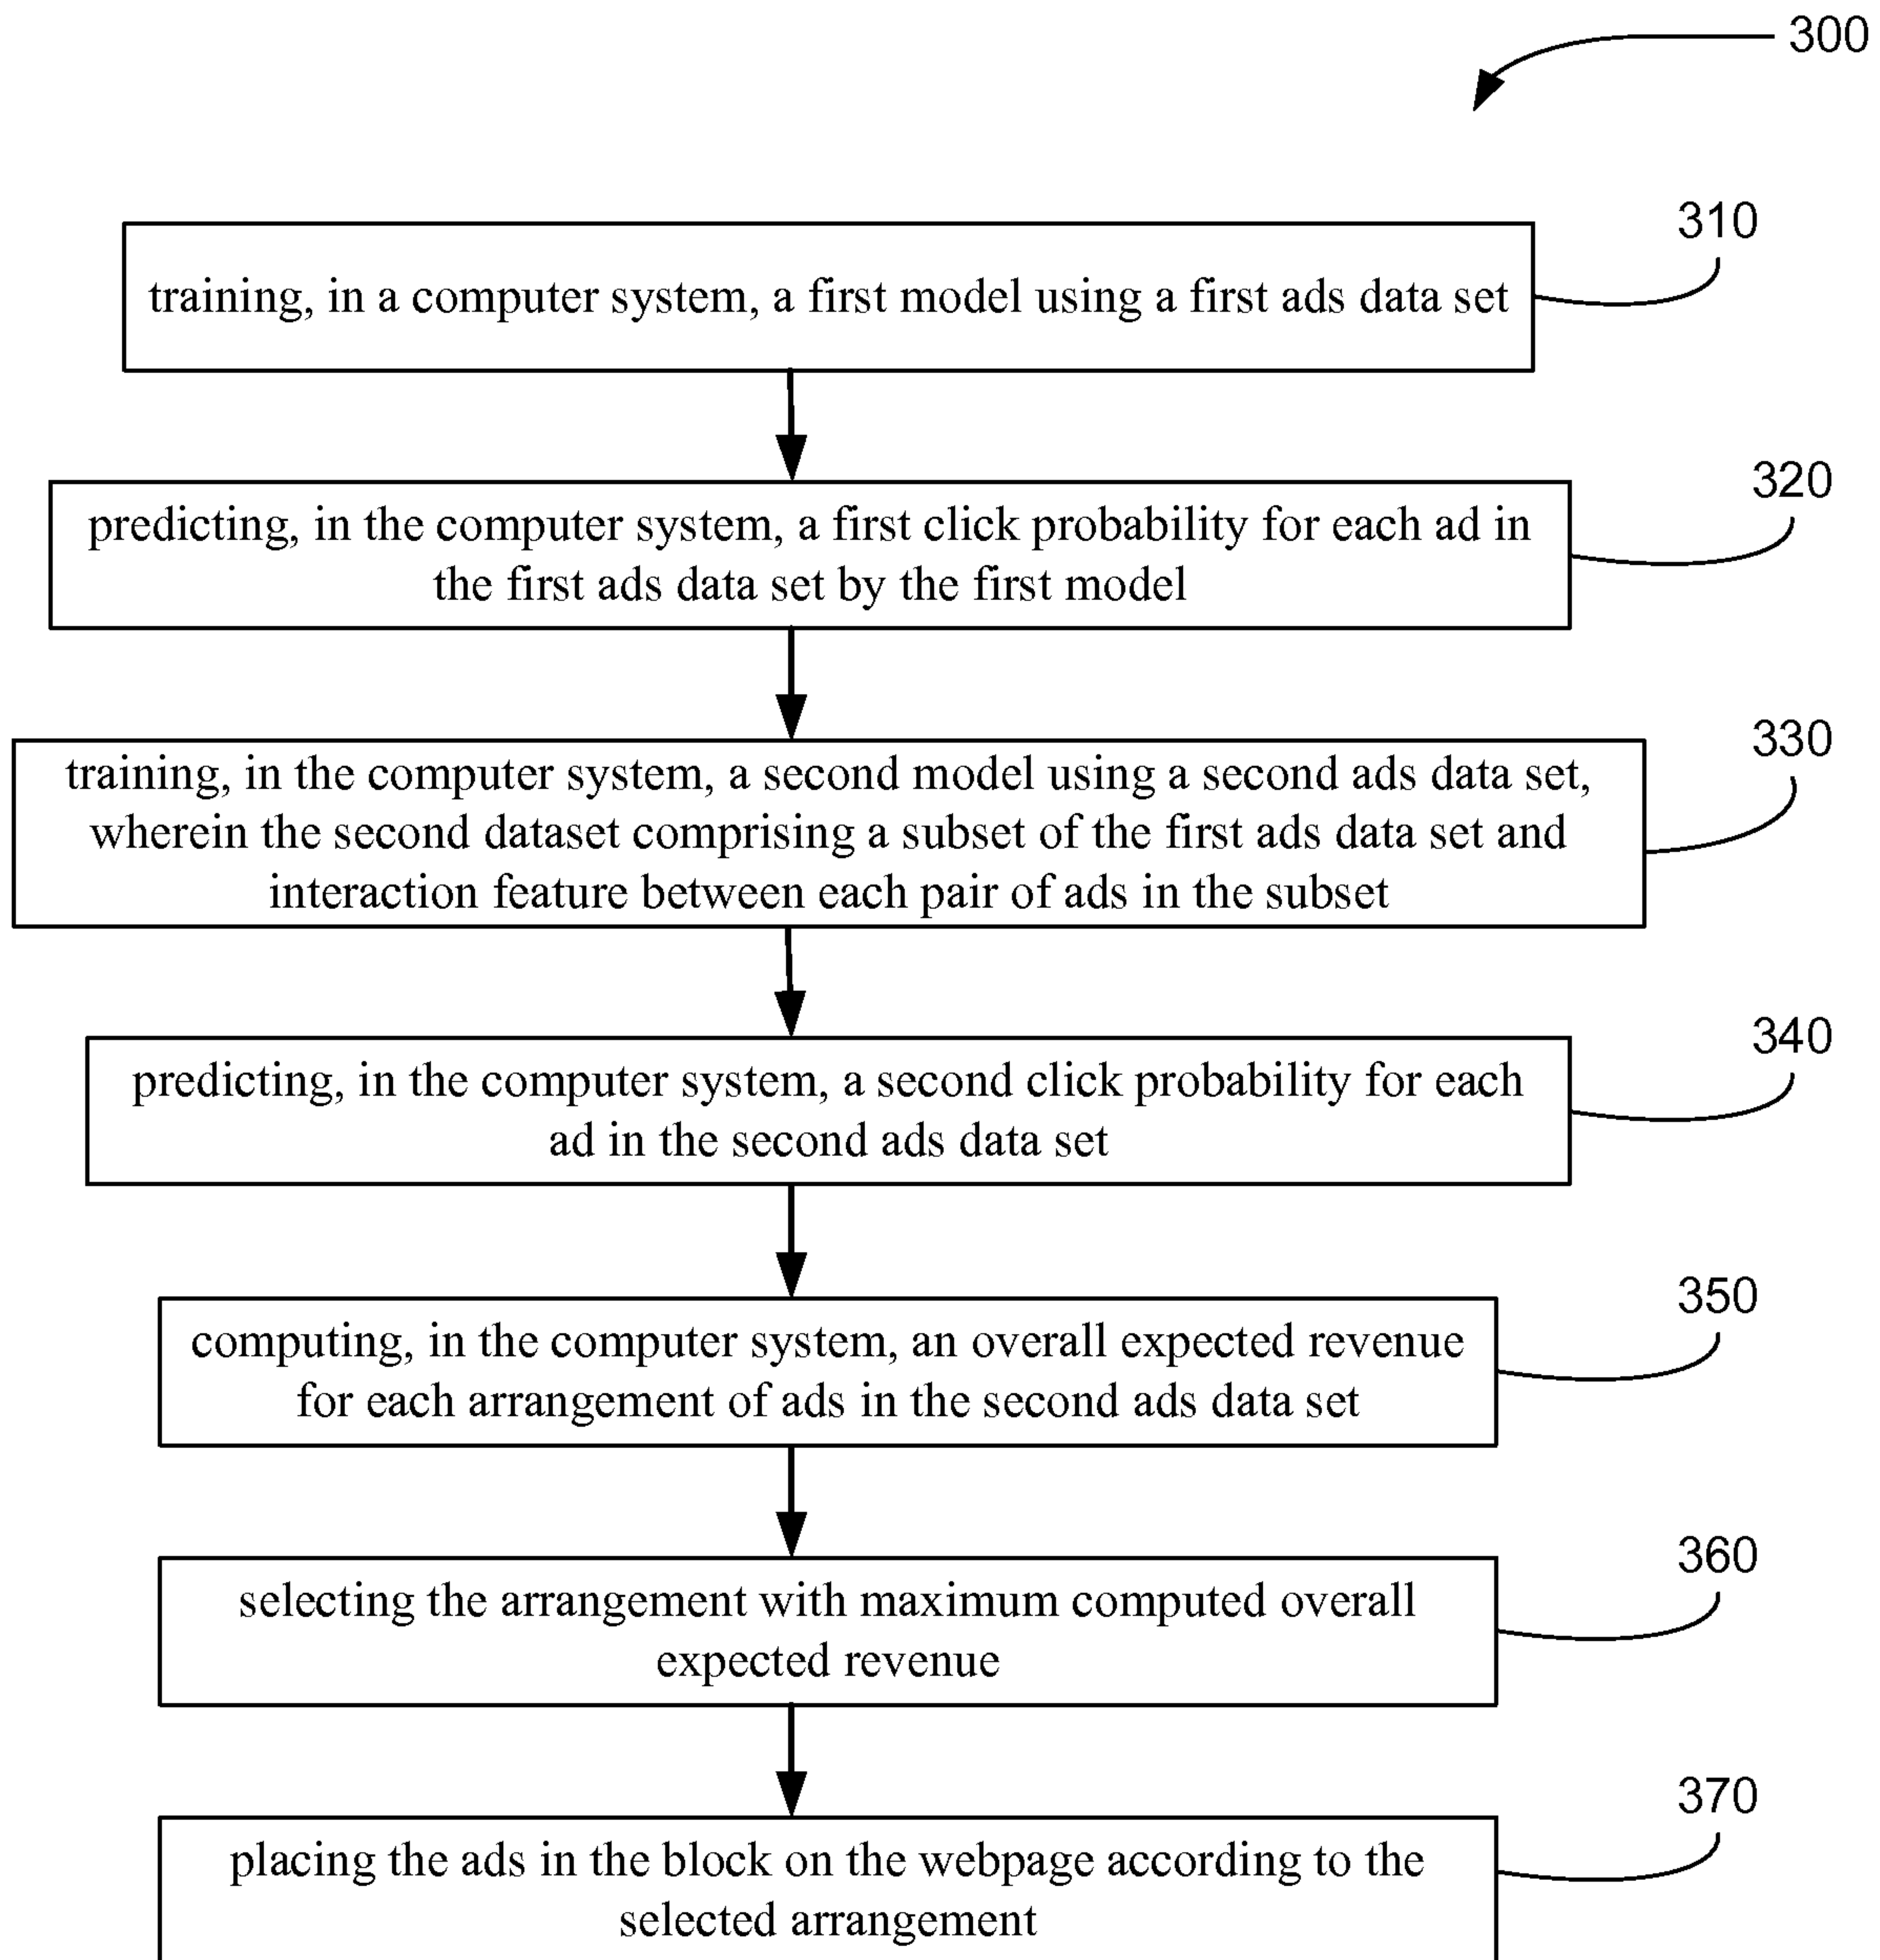 300
310
training, in a computer system, a first model using a first ads data set
320
predicting, in the computer system, a first click probability for each ad in
the first ads data set by the first model
330
training, in the computer system, a second model using a second ads data set,
wherein the second dataset comprising a subset of the first ads data set and
interaction feature between each pair of ads in the subset
340
predicting, in the computer system, a second click probability for each
ad in the second ads data set
350
computing, in the computer system, an overall expected revenue
for each arrangement of ads in the second ads data set
360
selecting the arrangement with maximum computed overall
expected revenue
370
placing the ads in the block on the webpage according to the
selected arrangement